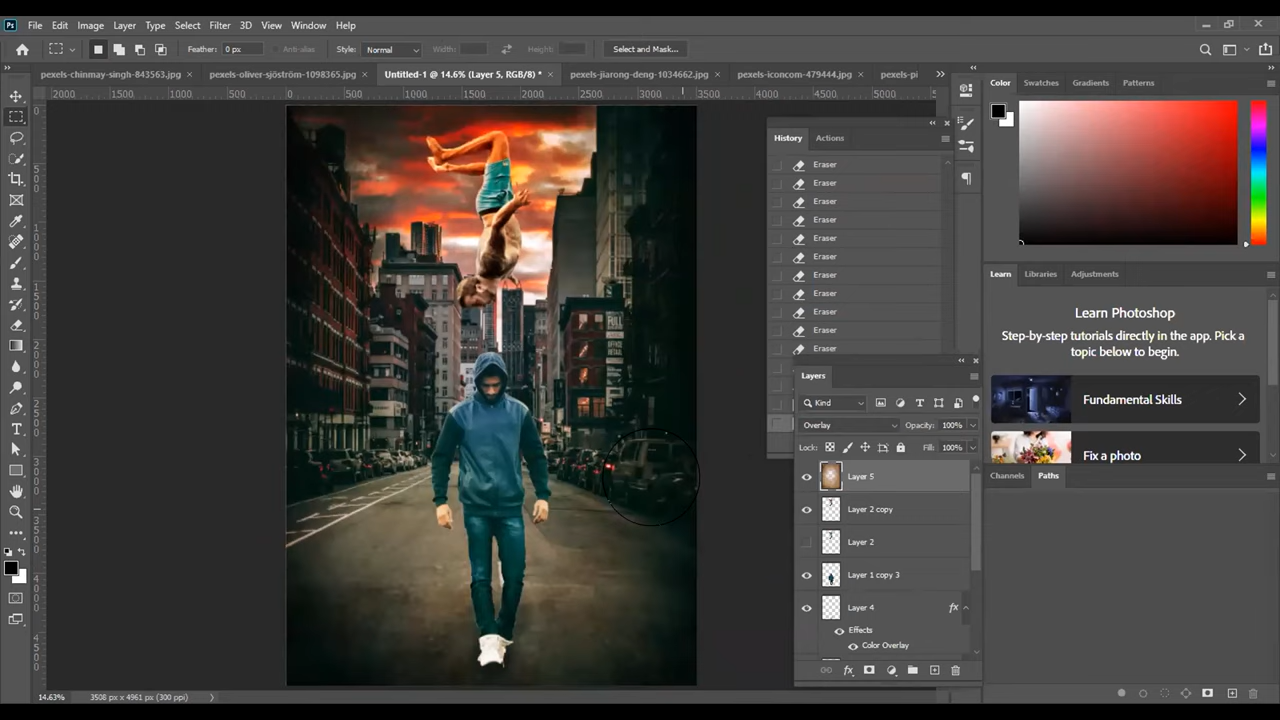 Ps File Edit Image Layer Type Select Filter 3D View Window Help
Feather: 0 px Anti-alias Style: Normal Width: Height: Select and Mask...
pexels-chinmay-singh-843563.jpg × pexels-oliver-sjöström-1098365.jpg × Untitled-1 @ 14.6% (Layer 5, RGB/8) * × pexels-jiarong-deng-1034662.jpg × pexels-iconcom-479444.jpg × pexels-pi
2000 1500 1000 500 0 500 1000 1500 2000 2500 3000 3500 4000 4500 5000
Color Swatches Gradients Patterns
History Actions
Eraser
Eraser
Eraser
Eraser
Eraser
Eraser
Eraser
Eraser
Eraser
Eraser
Eraser
Learn Libraries Adjustments
Learn Photoshop
Step-by-step tutorials directly in the app. Pick a
topic below to begin.
Fundamental Skills
Fix a photo
FULL
OFFICE
RETAIL
Layers
Kind
Overlay Opacity: 100%
Lock: Fill: 100%
Layer 5
Layer 2 copy
Layer 2
Layer 1 copy 3
Layer 4 fx
Effects
Color Overlay
Channels Paths
14.63% 3508 px x 4961 px (300 ppi)